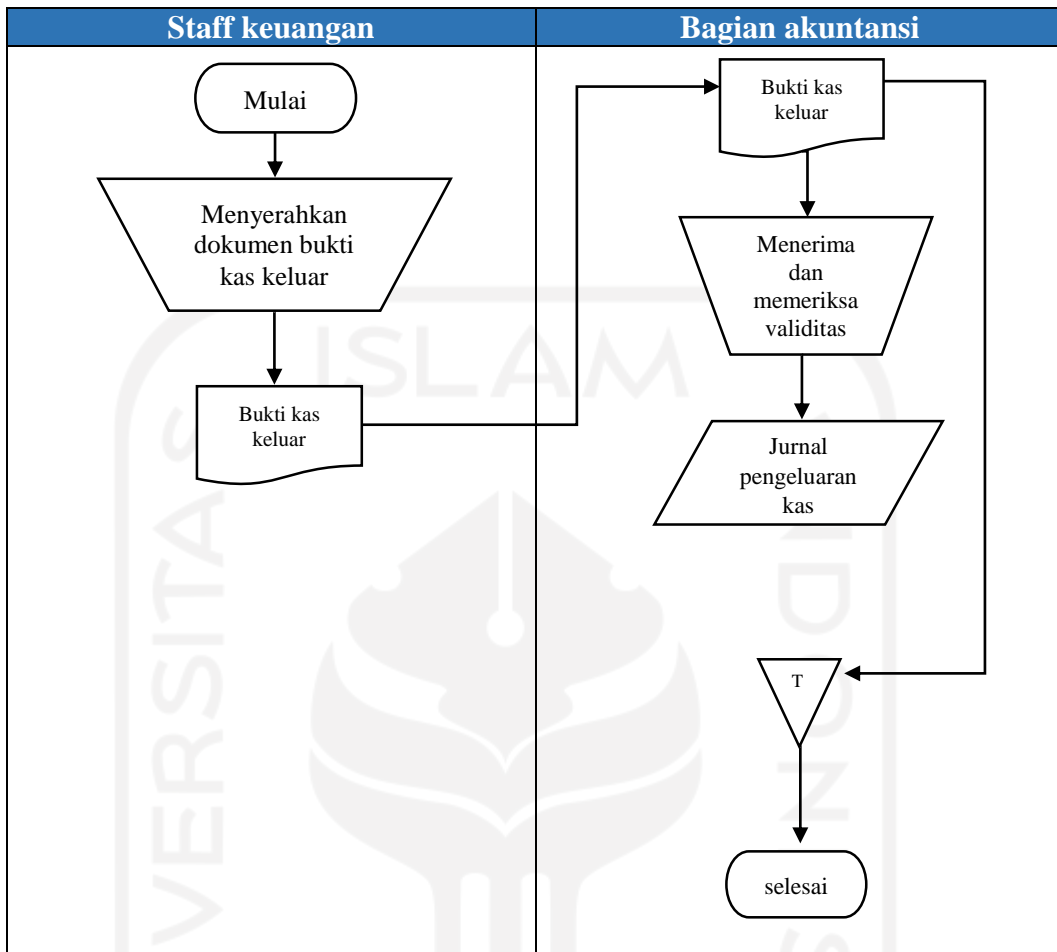 Staff keuangan
Bagian akuntansi
Mulai
Menyerahkan
dokumen bukti
kas keluar
Bukti kas
keluar
Bukti kas
keluar
Menerima
dan
memeriksa
validitas
Jurnal
pengeluaran
kas
T
selesai
ISLAM